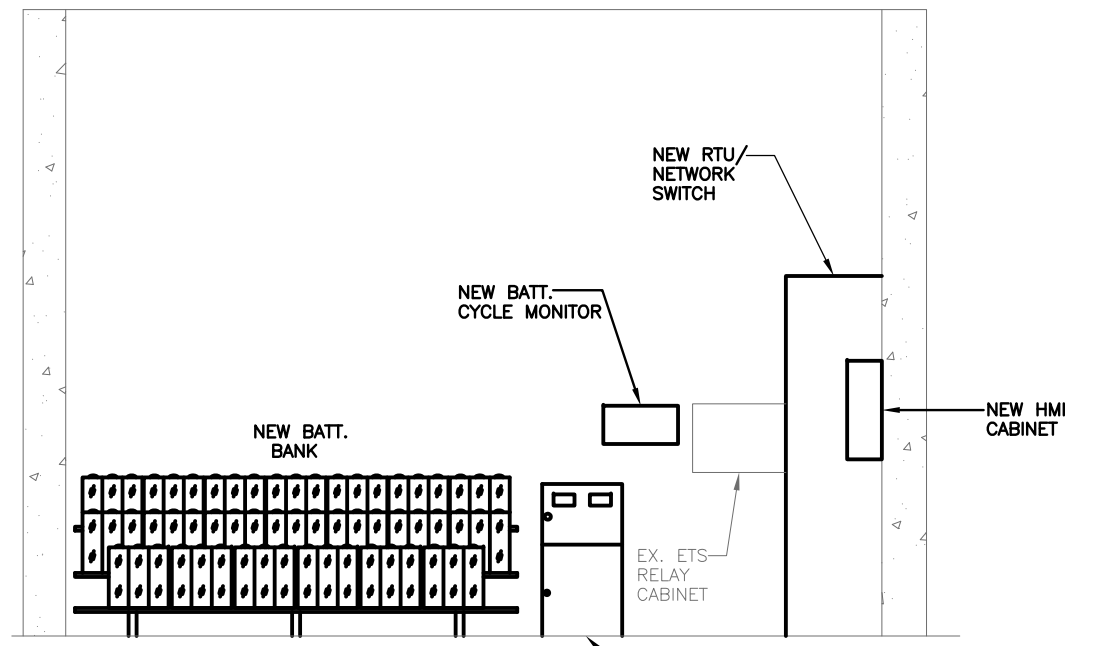 NEW RTU/
NETWORK
SWITCH
NEW BATT.
CYCLE MONITOR
NEW HMI
CABINET
NEW BATT.
BANK
EX. ETS
RELAY
CABINET